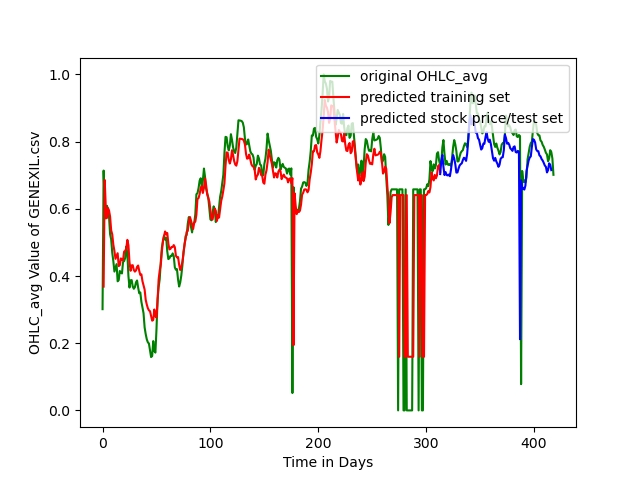 original OHLC_avg
predicted training set
predicted stock price/test set
1.0
0.8
0.6
0.4
0.2
0.0
OHLC_avg Value of GENEXIL.csv
0 100 200 300 400
Time in Days